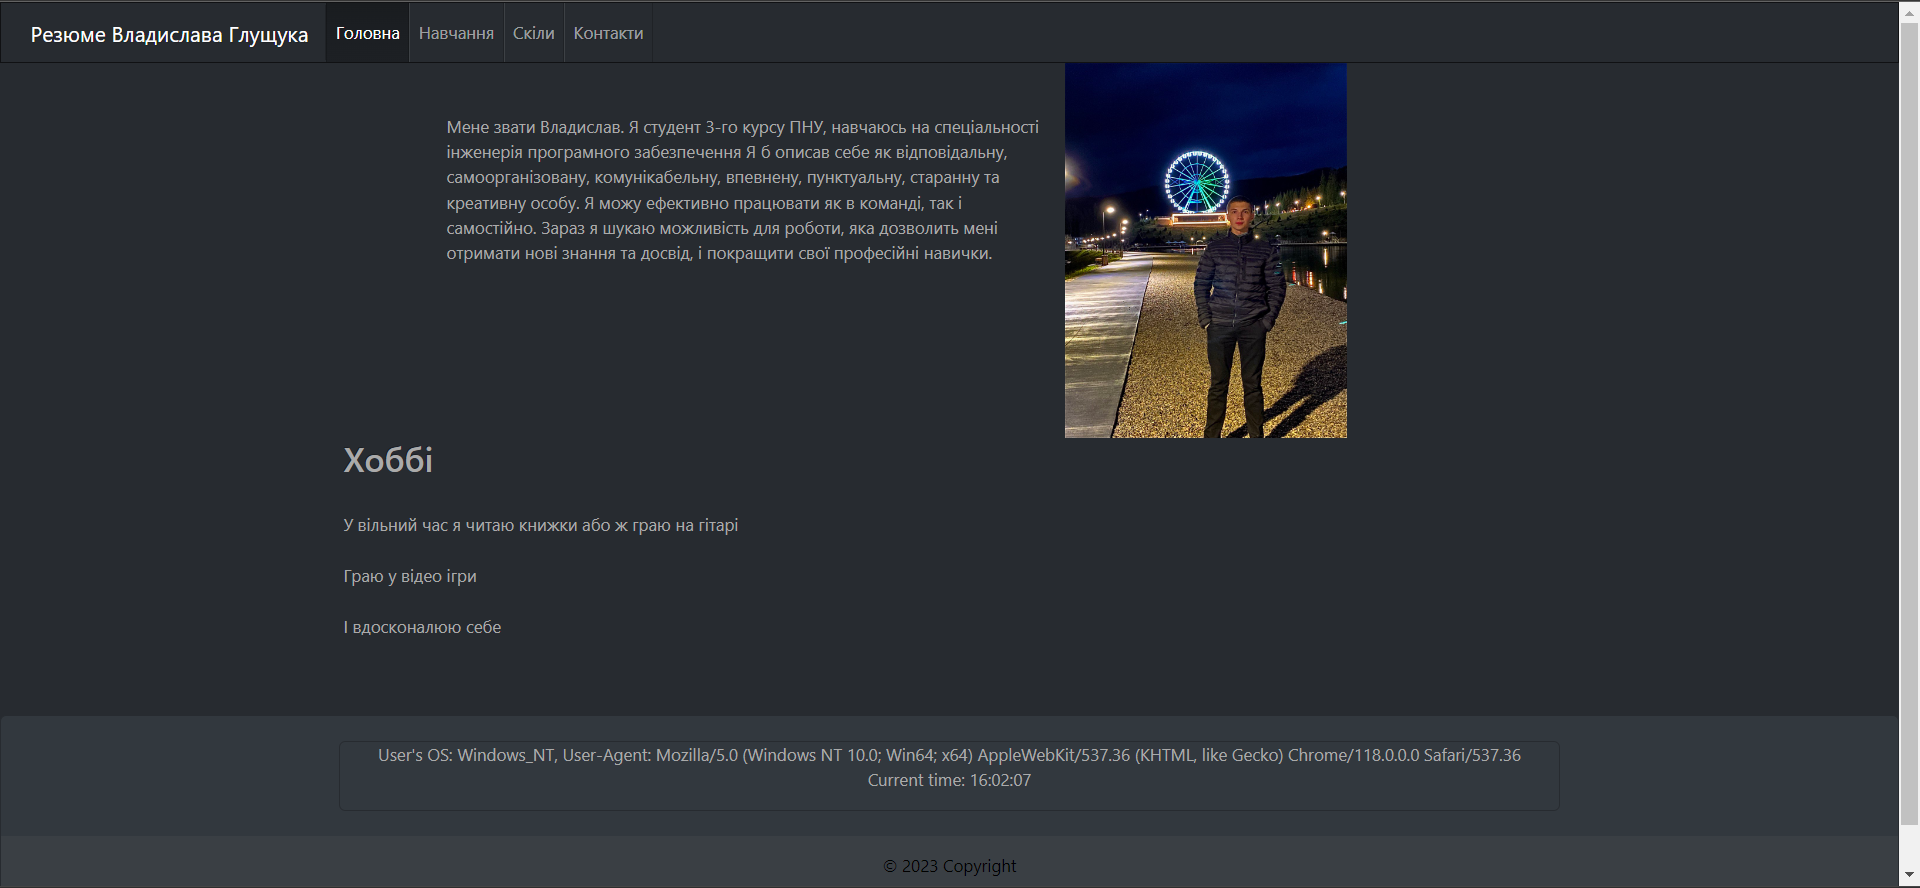 Резюме Владислава Глущука
Головна
Навчання
Скіли
Контакти
Мене звати Владислав. Я студент 3-го курсу ПНУ, навчаюсь на спеціальності
інженерія програмного забезпечення Я б описав себе як відповідальну,
самоорганізовану, комунікабельну, впевнену, пунктуальну, старанну та
креативну особу. Я можу ефективно працювати як в команді, так і
самостійно. Зараз я шукаю можливість для роботи, яка дозволить мені
отримати нові знання та досвід, і покращити свої професійні навички.
Хоббі
У вільний час я читаю книжки або ж граю на гітарі
Граю у відео ігри
І вдосконалюю себе
User's OS: Windows_NT, User-Agent: Mozilla/5.0 (Windows NT 10.0; Win64; x64) AppleWebKit/537.36 (KHTML, like Gecko) Chrome/118.0.0.0 Safari/537.36
Current time: 16:02:07
© 2023 Copyright